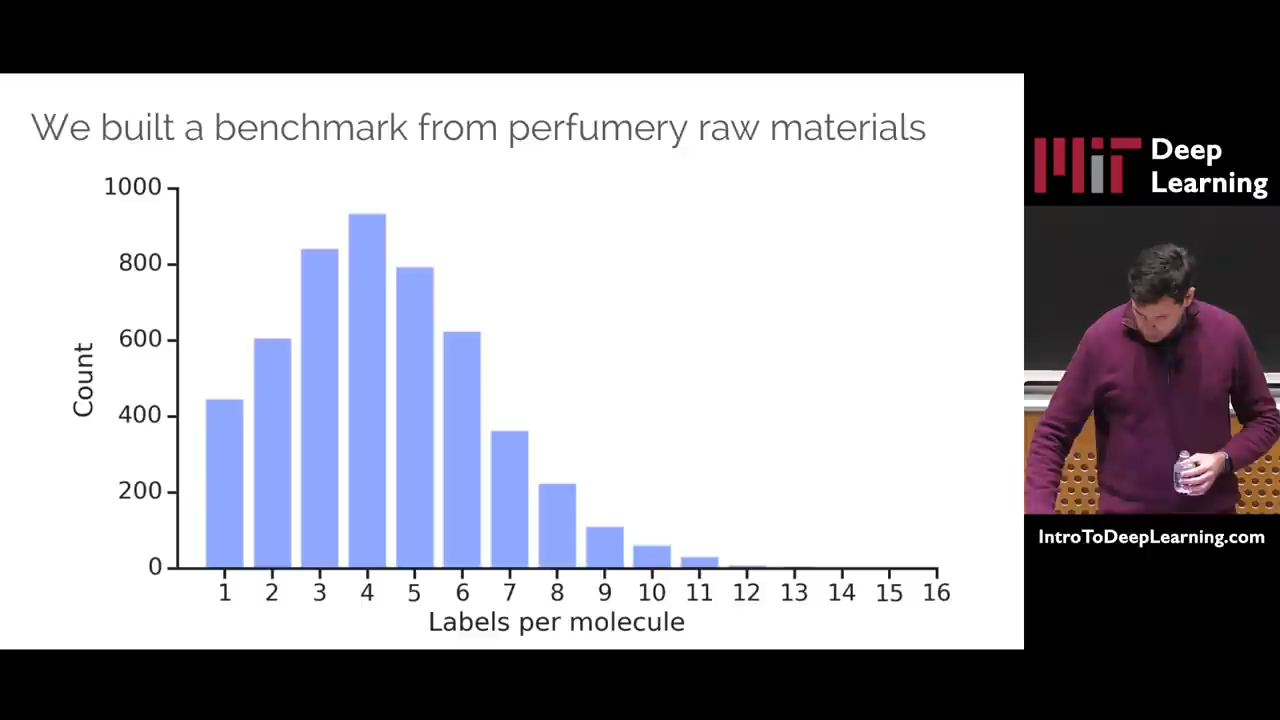 We built a benchmark from perfumery raw materials
1000
800
600
400
200
0
Count
1 2 3 4 5 6 7 8 9 10 11 12 13 14 15 16
Labels per molecule
MIT Deep
Learning
IntroToDeepLearning.com